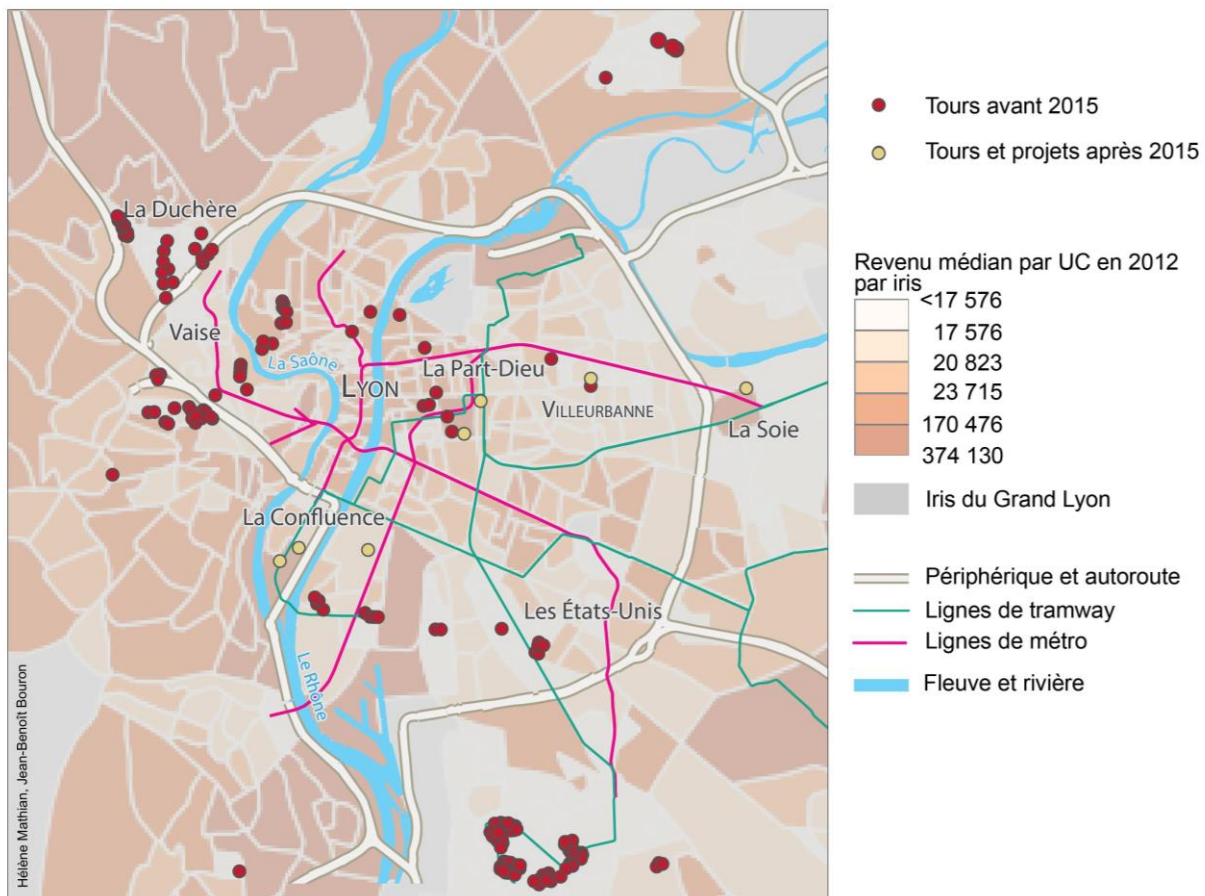 La Duchère
Vaise
La Saône
LYON
La Part-Dieu
VILLEURBANNE
La Soie
La Confluence
Les États-Unis
Le Rhône
Hélène Mathian, Jean-Benoît Bouron
Tours avant 2015
Tours et projets après 2015
Revenu médian par UC en 2012
par iris
<17 576
17 576
20 823
23 715
170 476
374 130
Iris du Grand Lyon
Périphérique et autoroute
Lignes de tramway
Lignes de métro
Fleuve et rivière